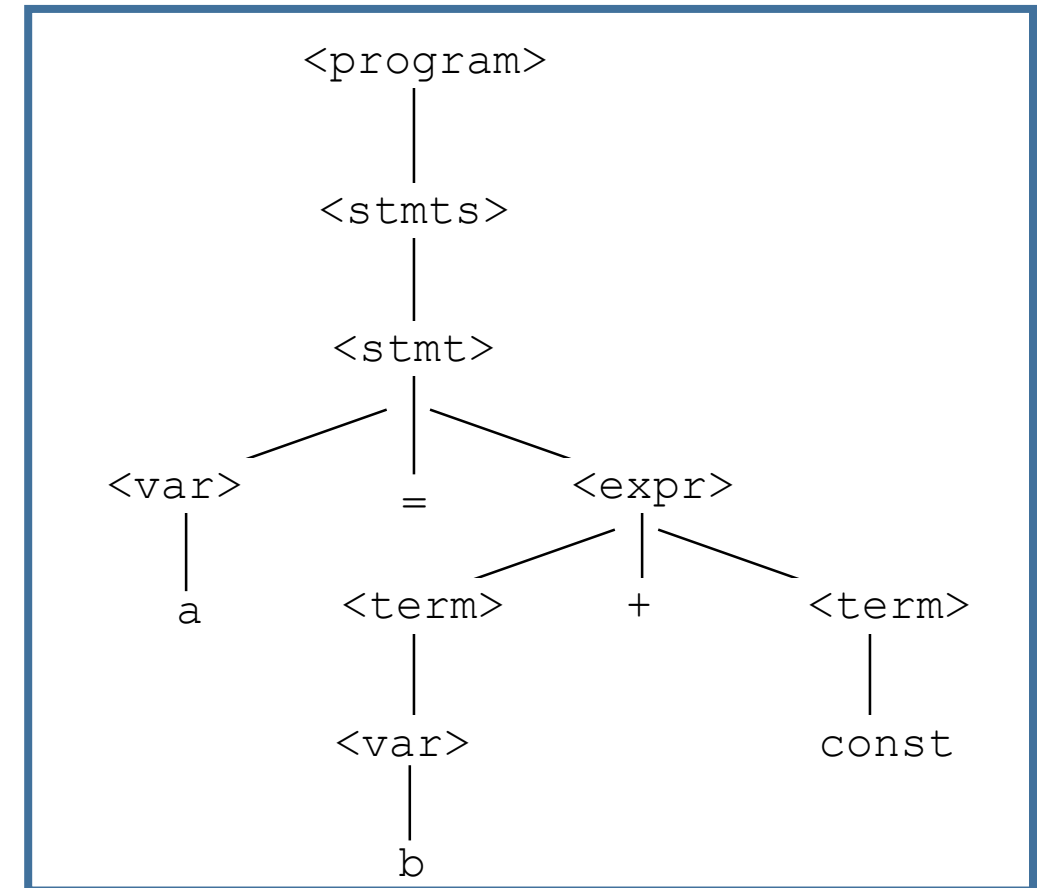 <program>
<stmts>
<stmt>
<var> = <expr>
a <term> + <term>
<var> const
b